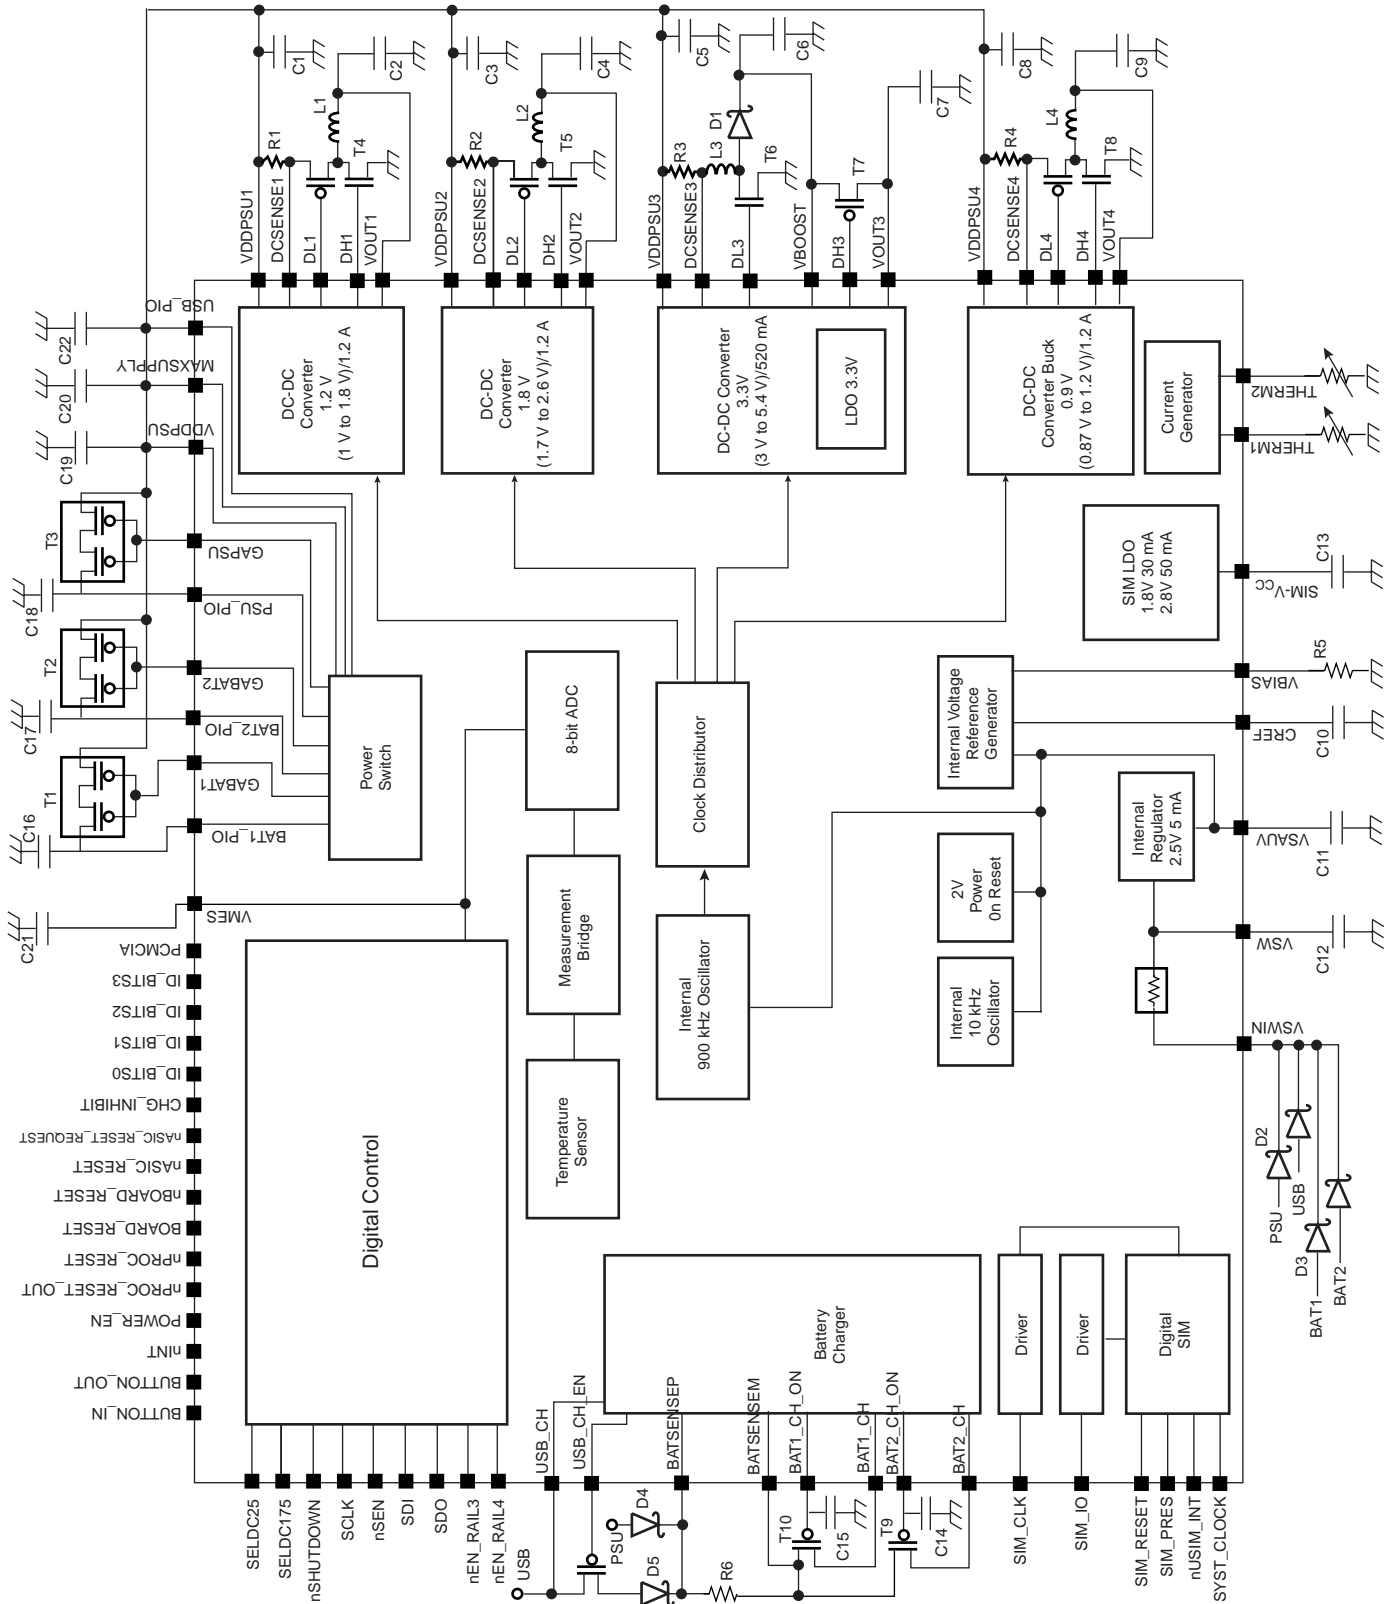 C22
C20
C19
T3
C18
T2
C17
T1
C16
C21
USB_PIO
MAXSUPPLY
VDDPSU
GAPSU
PSU_PIO
GABAT2
BAT2_PIO
GABAT1
BAT1_PIO
VMES
PCMCIA
ID_BITS3
ID_BITS2
ID_BITS1
ID_BITS0
CHG_INHIBIT
nASIC_RESET_REQUEST
nASIC_RESET
nBOARD_RESET
BOARD_RESET
nPROC_RESET
nPROC_RESET_OUT
POWER_EN
nINT
BUTTON_OUT
BUTTON_IN
C1
C2
R1
L1
T4
VDDPSU1
DCSENSE1
DL1
DH1
VOUT1
C3
C4
R2
L2
T5
VDDPSU2
DCSENSE2
DL2
DH2
VOUT2
C5
C6
C7
R3
L3
D1
T6
T7
VDDPSU3
DCSENSE3
DL3
VBOOST
DH3
VOUT3
C8
C9
R4
L4
T8
VDDPSU4
DCSENSE4
DL4
DH4
VOUT4
DC-DC
Converter
1.2 V
(1 V to 1.8 V)/1.2 A
DC-DC
Converter
1.8 V
(1.7 V to 2.6 V)/1.2 A
DC-DC Converter
3.3V
(3 V to 5.4 V)/520 mA
LDO 3.3V
DC-DC
Converter Buck
0.9 V
(0.87 V to 1.2 V)/1.2 A
Current
Generator
THERM2
THERM1
SIM LDO
1.8V 30 mA
2.8V 50 mA
SIM-VCC
C13
Power
Switch
8-bit ADC
Measurement
Bridge
Temperature
Sensor
Clock Distributor
Internal
900 kHz Oscillator
Internal Voltage
Reference
Generator
VBIAS
R5
CREF
C10
2V
Power
0n Reset
Internal
10 kHz
Oscillator
Internal
Regulator
2.5V 5 mA
VSAUV
C11
VSW
C12
VSWIN
D2
PSU
USB
D3
BAT1
BAT2
Digital Control
SELDC25
SELDC175
nSHUTDOWN
SCLK
nSEN
SDI
SDO
nEN_RAIL3
nEN_RAIL4
Battery
Charger
USB_CH
USB_CH_EN
BATSENSEP
BATSENSEM
BAT1_CH_ON
BAT1_CH
BAT2_CH_ON
BAT2_CH
USB
PSU
D4
D5
R6
T10
C15
T9
C14
Driver
Driver
Digital
SIM
SIM_CLK
SIM_IO
SIM_RESET
SIM_PRES
nUSIM_INT
SYST_CLOCK